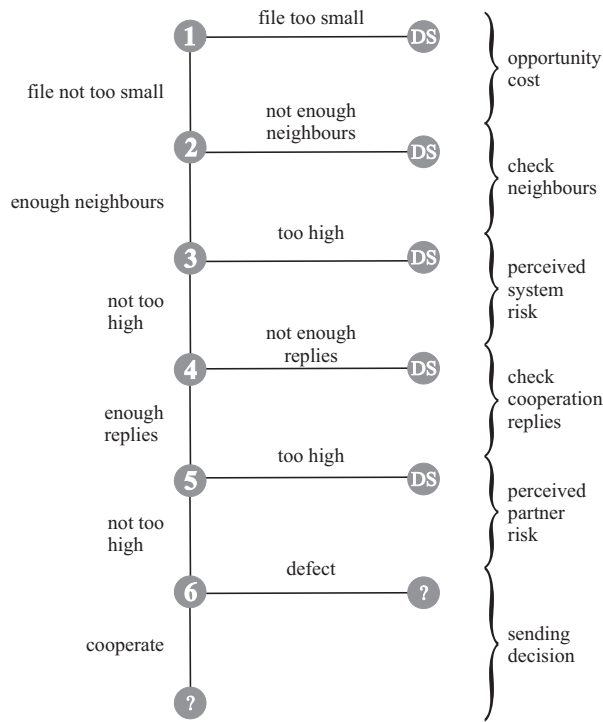 file too small
1
DS
opportunity
cost
file not too small
not enough
neighbours
2
DS
check
neighbours
enough neighbours
too high
3
DS
perceived
system
risk
not too
high
not enough
replies
4
DS
check
cooperation
replies
enough
replies
too high
5
DS
perceived
partner
risk
not too
high
defect
6
?
sending
decision
cooperate
?